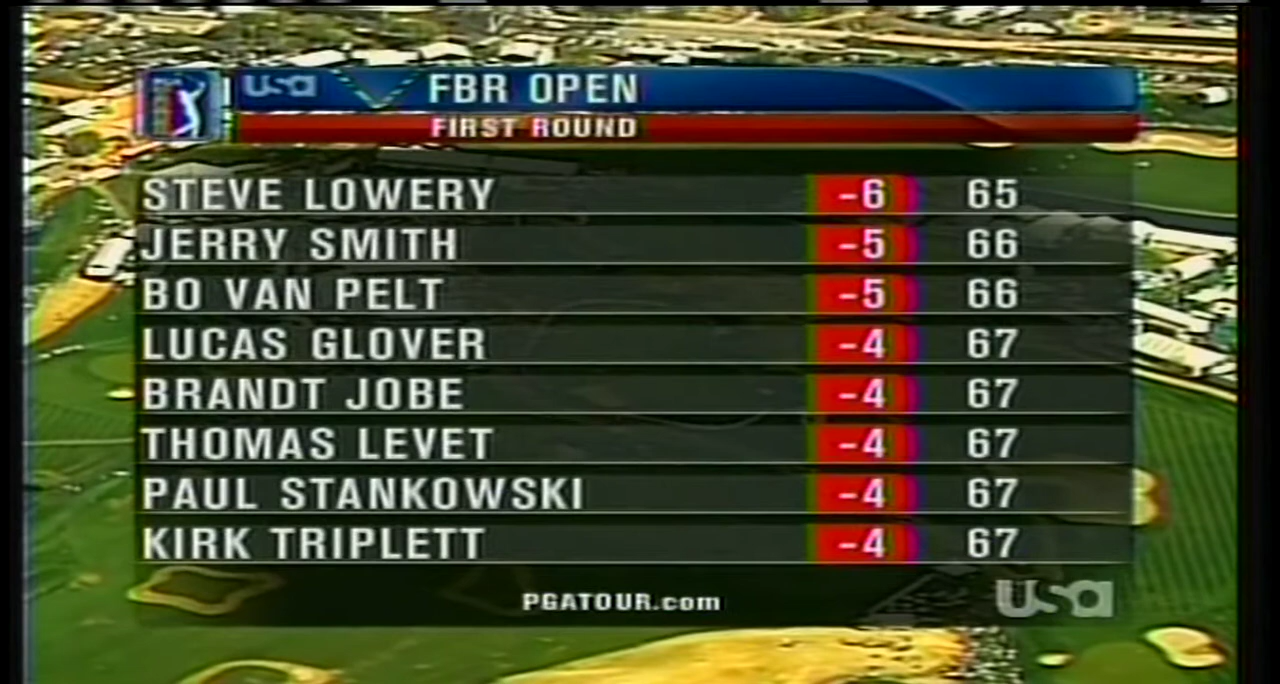 USA FBR OPEN
FIRST ROUND
STEVE LOWERY -6 65
JERRY SMITH -5 66
BO VAN PELT -5 66
LUCAS GLOVER -4 67
BRANDT JOBE -4 67
THOMAS LEVET -4 67
PAUL STANKOWSKI -4 67
KIRK TRIPLETT -4 67
PGATOUR.com
USA